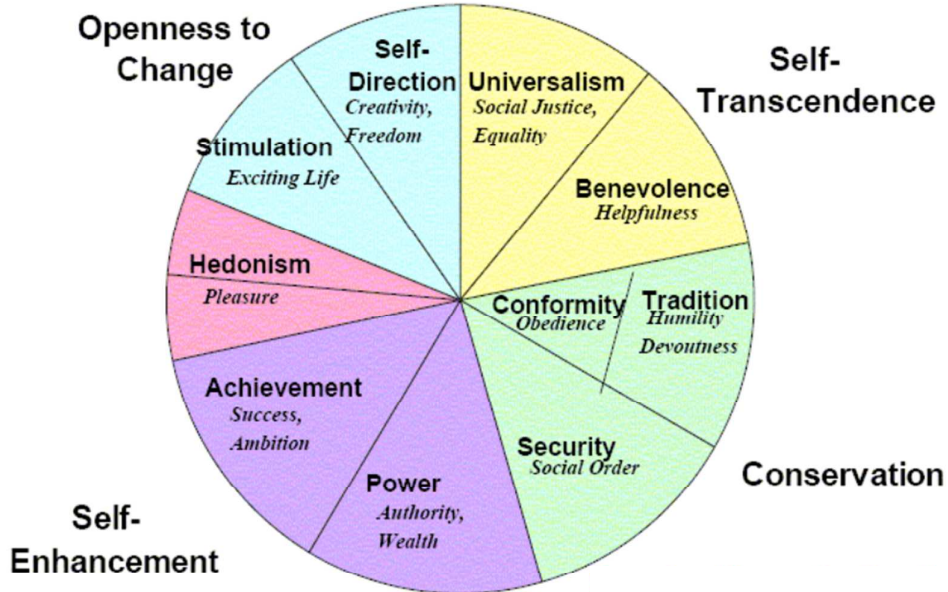 Openness to
Change
Self-
Direction
Creativity,
Freedom
Universalism
Social Justice,
Equality
Self-
Transcendence
Stimulation
Exciting Life
Benevolence
Helpfulness
Hedonism
Pleasure
Conformity
Obedience
Tradition
Humility
Devoutness
Achievement
Success,
Ambition
Security
Social Order
Power
Authority,
Wealth
Conservation
Self-
Enhancement